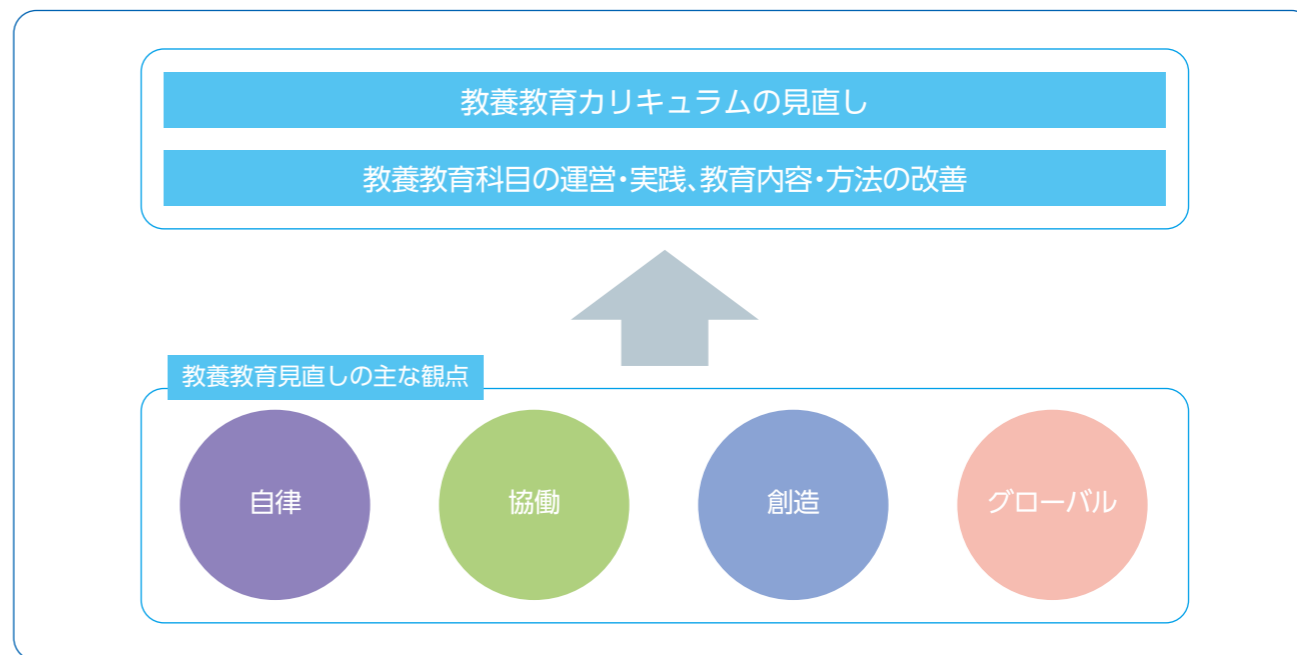 教養教育カリキュラムの見直し
教養教育科目の運営・実践、教育内容・方法の改善
教養教育見直しの主な観点
自律
協働
創造
グローバル